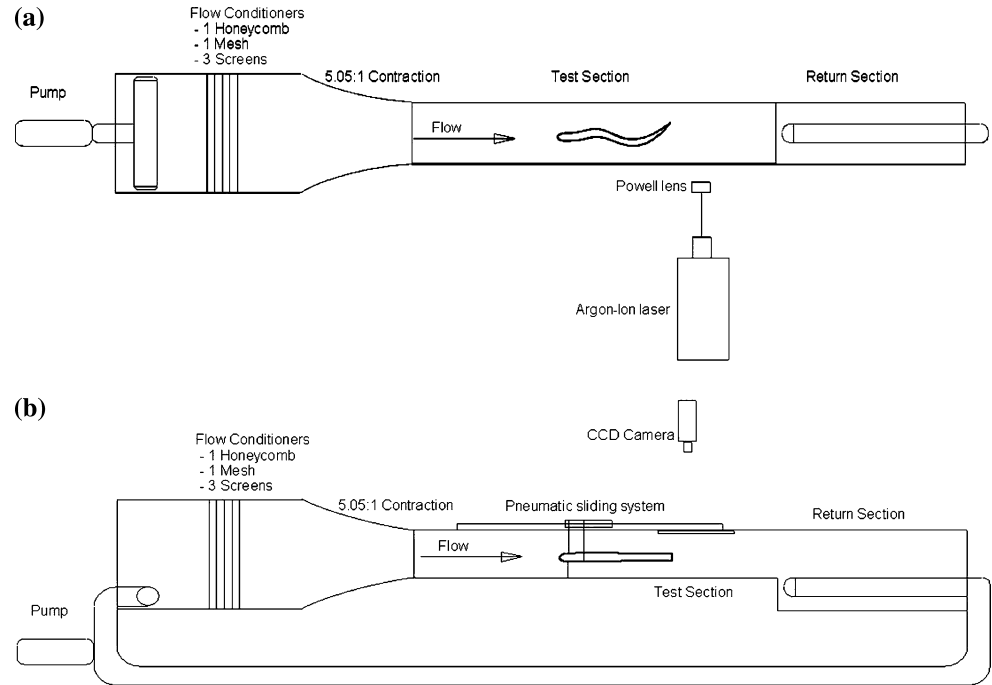 (a)
Flow Conditioners
- 1 Honeycomb
- 1 Mesh
- 3 Screens
5.05:1 Contraction
Test Section
Return Section
Pump
Flow
Powell lens
Argon-Ion laser
(b)
CCD Camera
Flow Conditioners
- 1 Honeycomb
- 1 Mesh
- 3 Screens
5.05:1 Contraction
Pneumatic sliding system
Return Section
Flow
Test Section
Pump